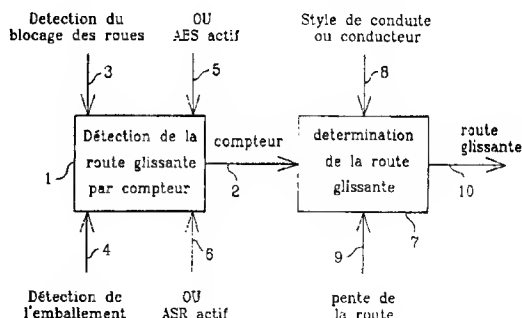 Detection du
blocage des roues
OU
ABS actif
Style de conduite
ou conducteur
3
5
8
Détection de la
route glissante
par compteur
compteur
determination
de la route
glissante
route
glissante
1
2
10
7
4
6
9
Détection de
l'emballement
OU
ASR actif
pente de
la route